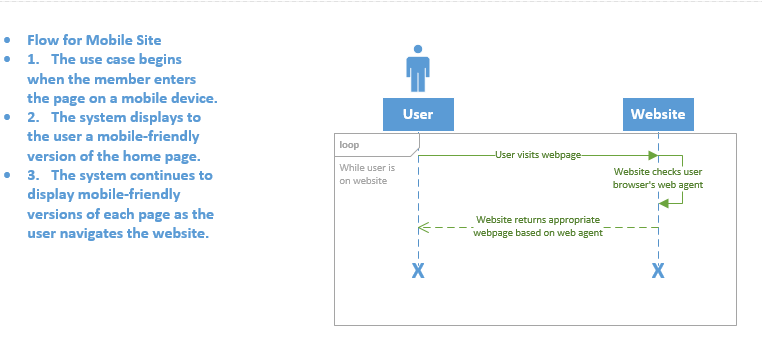 • Flow for Mobile Site
• 1. The use case begins
when the member enters
the page on a mobile device.
• 2. The system displays to
the user a mobile-friendly
version of the home page.
• 3. The system continues to
display mobile-friendly
versions of each page as the
user navigates the website.
User
Website
loop
While user is
on website
User visits webpage
Website checks user
browser's web agent
Website returns appropriate
webpage based on web agent
X
X